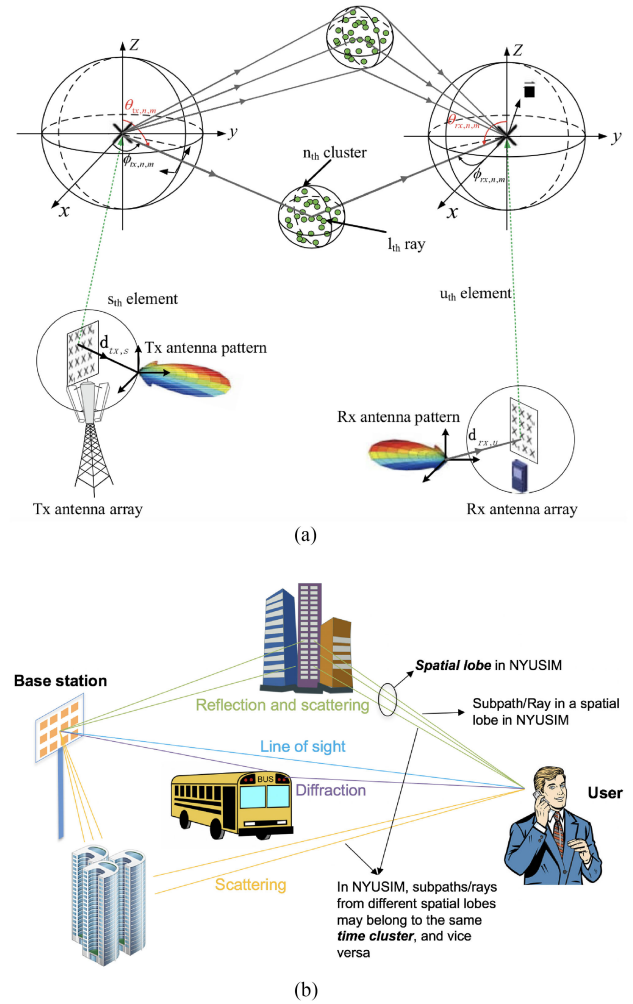 Z
Z
θtx,n,m
θrx,n,m
y
y
ϕtx,n,m
ϕrx,n,m
nth cluster
x
x
lth ray
sth element
uth element
dtx,s
Tx antenna pattern
Rx antenna pattern
drx,u
Tx antenna array
Rx antenna array
(a)
Spatial lobe in NYUSIM
Base station
Reflection and scattering
Subpath/Ray in a spatial
lobe in NYUSIM
Line of sight
BUS
Diffraction
User
Scattering
In NYUSIM, subpaths/rays
from different spatial lobes
may belong to the same
time cluster, and vice
versa
(b)